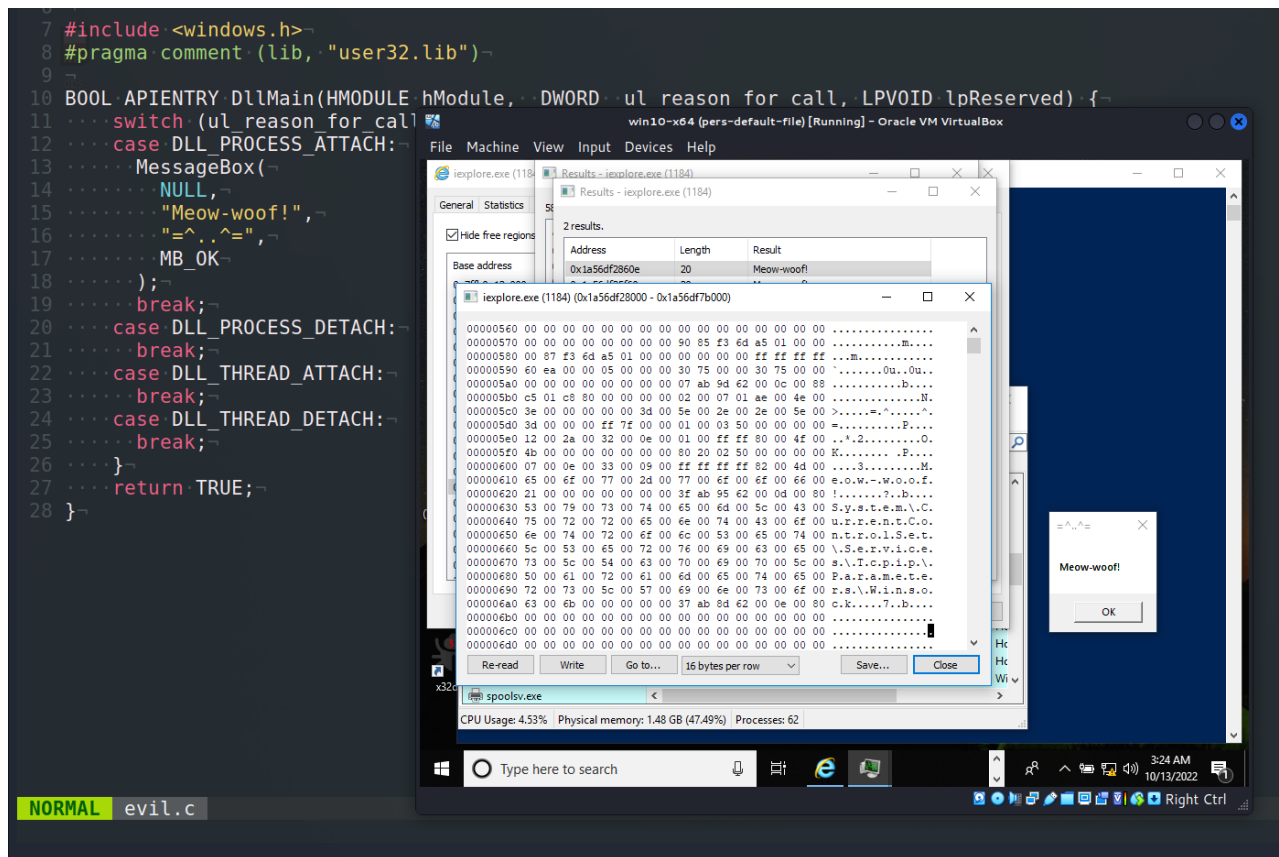 7 #include <windows.h>¬
8 #pragma comment (lib, "user32.lib")¬
9 ¬
10 BOOL APIENTRY DllMain(HMODULE hModule, DWORD ul_reason_for_call, LPVOID lpReserved) {¬
11 ····switch (ul_reason_for_call
12 ····case DLL_PROCESS_ATTACH:¬
13 ······MessageBox(¬
14 ········NULL,¬
15 ········"Meow-woof!",¬
16 ········"=^..^=",¬
17 ········MB_OK¬
18 ······);¬
19 ······break;¬
20 ····case DLL_PROCESS_DETACH:¬
21 ······break;¬
22 ····case DLL_THREAD_ATTACH:¬
23 ······break;¬
24 ····case DLL_THREAD_DETACH:¬
25 ······break;¬
26 ····}¬
27 ····return TRUE;¬
28 }¬
NORMAL evil.c
win10-x64 (pers-default-file) [Running] - Oracle VM VirtualBox
File Machine View Input Devices Help
iexplore.exe (118
Results - iexplore.exe (1184)
Results - iexplore.exe (1184)
General Statistics
Hide free regions
Base address
2 results.
Address Length Result
0x1a56df2860e 20 Meow-woof!
iexplore.exe (1184) (0x1a56df28000 - 0x1a56df7b000)
00000560 00 00 00 00 00 00 00 00 00 00 00 00 00 00 00 00 ................
00000570 00 00 00 00 00 00 00 00 90 85 f3 6d a5 01 00 00 ...........m....
00000580 00 87 f3 6d a5 01 00 00 00 00 00 00 ff ff ff ff ...m............
00000590 60 ea 00 00 05 00 00 00 30 75 00 00 30 75 00 00 `.......0u..0u..
000005a0 00 00 00 00 00 00 00 00 07 ab 9d 62 00 0c 00 88 ...........b....
000005b0 c5 01 c8 80 00 00 00 00 02 00 07 01 ae 00 4e 00 ..............N.
000005c0 3e 00 00 00 00 00 3d 00 5e 00 2e 00 2e 00 5e 00 >.....=.^.....^.
000005d0 3d 00 00 00 ff 7f 00 00 01 00 03 50 00 00 00 00 =..........P....
000005e0 12 00 2a 00 32 00 0e 00 01 00 ff ff 80 00 4f 00 ..*.2.........O.
000005f0 4b 00 00 00 00 00 00 00 80 20 02 50 00 00 00 00 K........ .P....
00000600 07 00 0e 00 33 00 09 00 ff ff ff ff 82 00 4d 00 ....3.........M.
00000610 65 00 6f 00 77 00 2d 00 77 00 6f 00 6f 00 66 00 e.o.w.-.w.o.o.f.
00000620 21 00 00 00 00 00 00 00 3f ab 95 62 00 0d 00 80 !.......?..b....
00000630 53 00 79 00 73 00 74 00 65 00 6d 00 5c 00 43 00 S.y.s.t.e.m.\.C.
00000640 75 00 72 00 72 00 65 00 6e 00 74 00 43 00 6f 00 u.r.r.e.n.t.C.o.
00000650 6e 00 74 00 72 00 6f 00 6c 00 53 00 65 00 74 00 n.t.r.o.l.S.e.t.
00000660 5c 00 53 00 65 00 72 00 76 00 69 00 63 00 65 00 \.S.e.r.v.i.c.e.
00000670 73 00 5c 00 54 00 63 00 70 00 69 00 70 00 5c 00 s.\.T.c.p.i.p.\.
00000680 50 00 61 00 72 00 61 00 6d 00 65 00 74 00 65 00 P.a.r.a.m.e.t.e.
00000690 72 00 73 00 5c 00 57 00 69 00 6e 00 73 00 6f 00 r.s.\.W.i.n.s.o.
000006a0 63 00 6b 00 00 00 00 00 37 ab 8d 62 00 0e 00 80 c.k.....7..b....
000006b0 00 00 00 00 00 00 00 00 00 00 00 00 00 00 00 00 ................
000006c0 00 00 00 00 00 00 00 00 00 00 00 00 00 00 00 00 ................
000006d0 00 00 00 00 00 00 00 00 00 00 00 00 00 00 00 00 ................
Re-read Write Go to... 16 bytes per row Save... Close
=^..^=
Meow-woof!
OK
spoolsv.exe
CPU Usage: 4.53% Physical memory: 1.48 GB (47.49%) Processes: 62
Type here to search
3:24 AM
10/13/2022
Right Ctrl